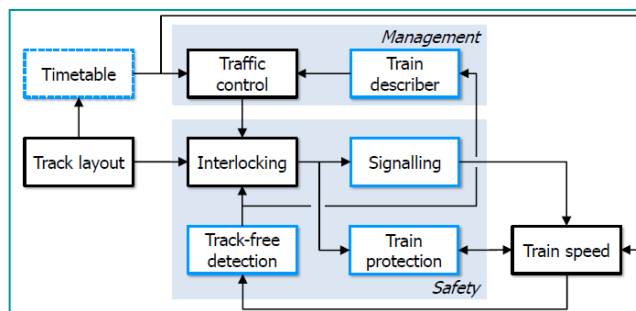 Management
Timetable
Traffic
control
Train
describer
Track layout
Interlocking
Signalling
Track-free
detection
Train
protection
Train speed
Safety